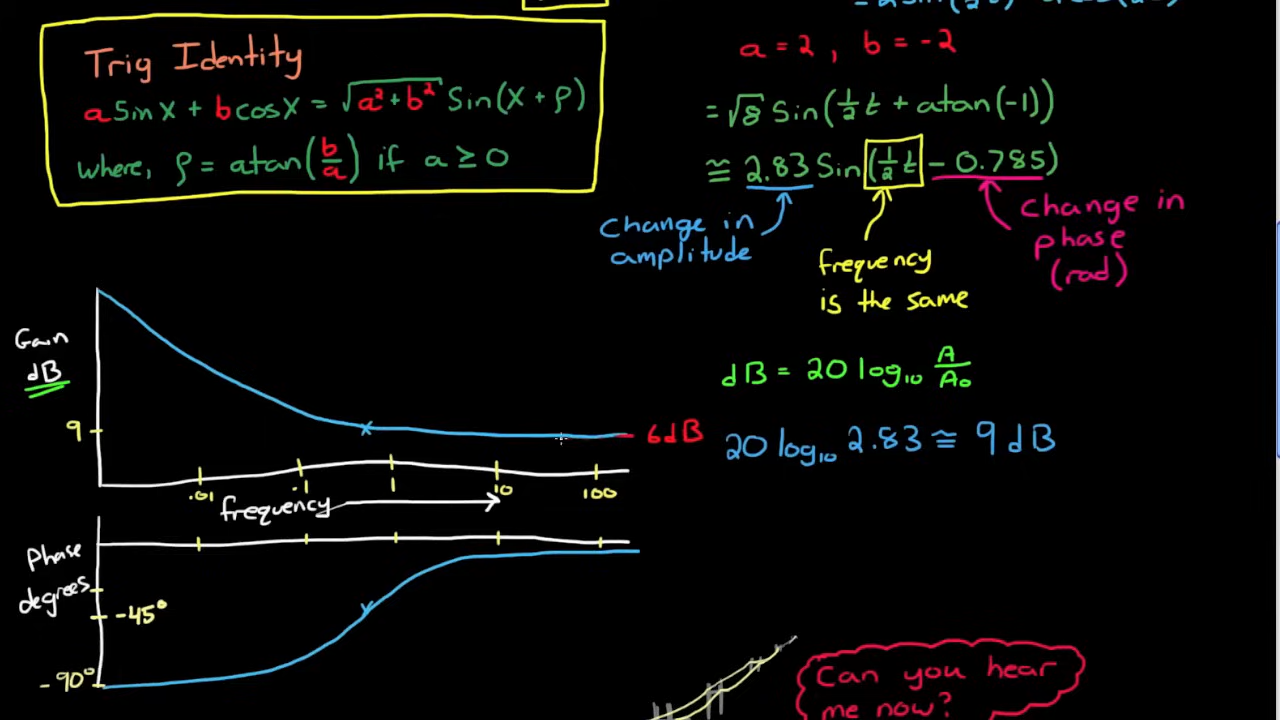 Trig Identity
a Sin X + b cos X = √a² + b² Sin(X + ρ)
where, ρ = atan(b/a) if a ≥ 0
a = 2 , b = -2
= √8 Sin(½t + atan(-1))
≅ 2.83 Sin(½t - 0.785)
Change in
amplitude
frequency
is the same
Change in
phase
(rad)
Gain
dB
9
6dB
.01
.1
1
10
100
frequency
dB = 20 log₁₀ A/A₀
20 log₁₀ 2.83 ≅ 9 dB
Phase
degrees
-45°
-90°
Can you hear
me now?